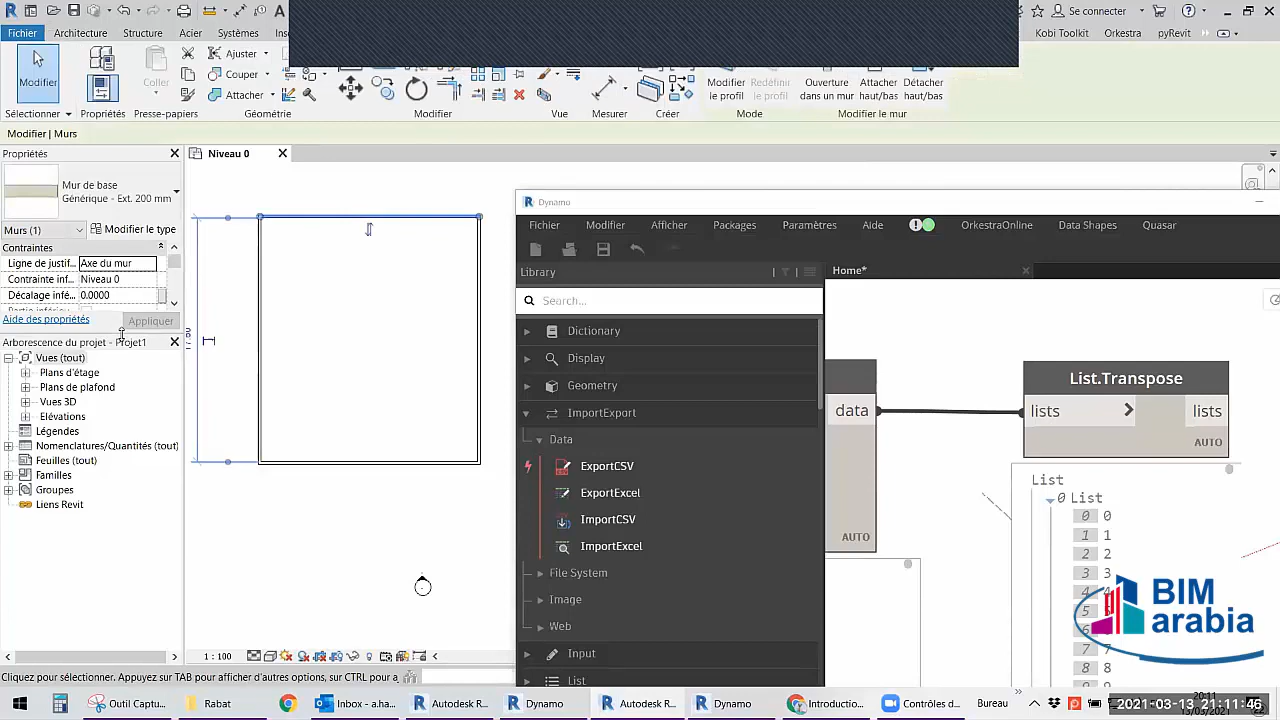 Se connecter
Fichier
Architecture
Structure
Acier
Systèmes
Kobi Toolkit
Orkestra
pyRevit
Modifier
Coller
Ajuster
Couper
Attacher
Modifier le profil
Redéfinir le profil
Ouverture dans un mur
Attacher haut/bas
Détacher haut/bas
Sélectionner
Propriétés
Presse-papiers
Géométrie
Modifier
Vue
Mesurer
Créer
Mode
Modifier le mur
Modifier | Murs
Propriétés
Niveau 0
Mur de base
Générique - Ext. 200 mm
Murs (1)
Modifier le type
Contraintes
Ligne de justif...
Axe du mur
Contrainte inf...
Niveau 0
Décalage infé...
0.0000
Aide des propriétés
Appliquer
Arborescence du projet - Projet1
Vues (tout)
Plans d'étage
Plans de plafond
Vues 3D
Elévations
Légendes
Nomenclatures/Quantités (tout)
Feuilles (tout)
Familles
Groupes
Liens Revit
Dynamo
Fichier
Modifier
Afficher
Packages
Paramètres
Aide
OrkestraOnline
Data Shapes
Quasar
Library
Home*
Search...
Dictionary
Display
Geometry
ImportExport
Data
ExportCSV
ExportExcel
ImportCSV
ImportExcel
File System
Image
Web
Input
List
data
AUTO
List.Transpose
lists
lists
AUTO
List
0 List
0 0
1 1
2 2
3 3
4 4
5
6
7 7
8 8
BIM
arabia
1 : 100
Cliquez pour sélectionner. Appuyez sur TAB pour afficher d'autres options, sur CTRL pour a
Outil Captu...
Rabat
Inbox - Sha...
Autodesk R...
Dynamo
Autodesk R...
Dynamo
Introductio...
Contrôles d...
Bureau
20:11
13/03/2021
2021-03-13 21:11:46